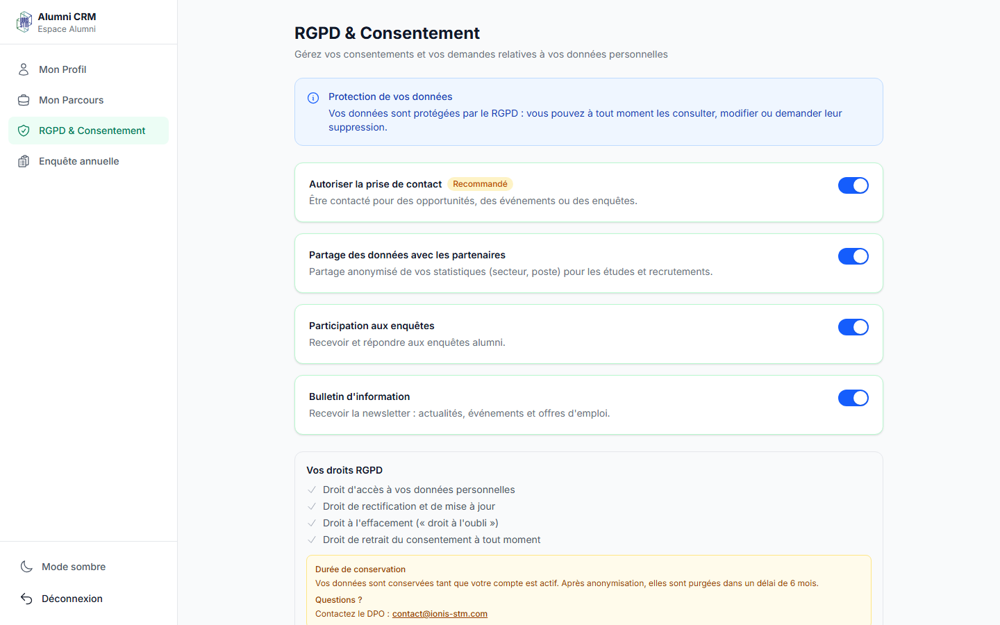 Alumni CRM
Espace Alumni
Mon Profil
Mon Parcours
RGPD & Consentement
Enquête annuelle
Mode sombre
Déconnexion
RGPD & Consentement
Gérez vos consentements et vos demandes relatives à vos données personnelles
Protection de vos données
Vos données sont protégées par le RGPD : vous pouvez à tout moment les consulter, modifier ou demander leur
suppression.
Autoriser la prise de contact Recommandé
Être contacté pour des opportunités, des événements ou des enquêtes.
Partage des données avec les partenaires
Partage anonymisé de vos statistiques (secteur, poste) pour les études et recrutements.
Participation aux enquêtes
Recevoir et répondre aux enquêtes alumni.
Bulletin d'information
Recevoir la newsletter : actualités, événements et offres d'emploi.
Vos droits RGPD
Droit d'accès à vos données personnelles
Droit de rectification et de mise à jour
Droit à l'effacement (« droit à l'oubli »)
Droit de retrait du consentement à tout moment
Durée de conservation
Vos données sont conservées tant que votre compte est actif. Après anonymisation, elles sont purgées dans un délai de 6 mois.
Questions ?
Contactez le DPO : contact@ionis-stm.com